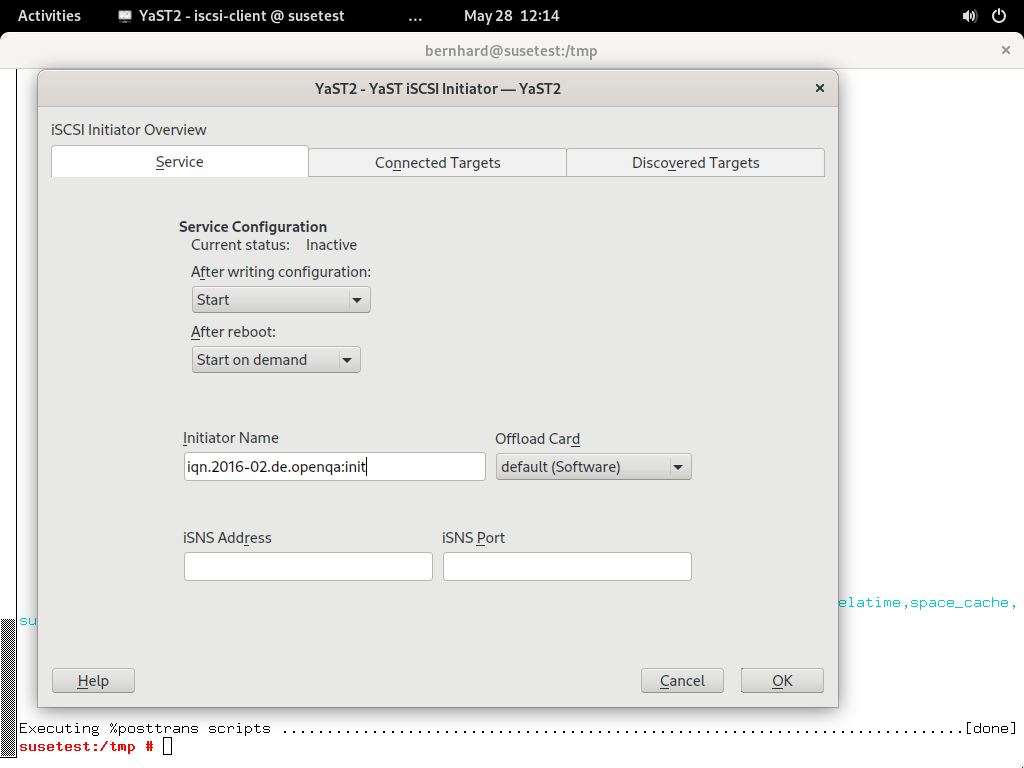 Activities YaST2 - iscsi-client @ susetest ... May 28 12:14
bernhard@susetest:/tmp
YaST2 - YaST iSCSI Initiator — YaST2
iSCSI Initiator Overview
Service Connected Targets Discovered Targets
Service Configuration
Current status: Inactive
After writing configuration:
Start
After reboot:
Start on demand
Initiator Name Offload Card
iqn.2016-02.de.openqa:init default (Software)
iSNS Address iSNS Port
elatime,space_cache,
su
Help Cancel OK
Executing %posttrans scripts ............................................................................[done]
susetest:/tmp #